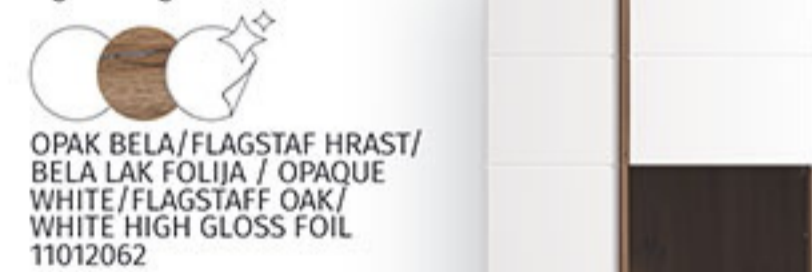 OPAK BELA/FLAGSTAF HRAST/
BELA LAK FOLIJA / OPAQUE
WHITE/FLAGSTAFF OAK/
WHITE HIGH GLOSS FOIL
11012062